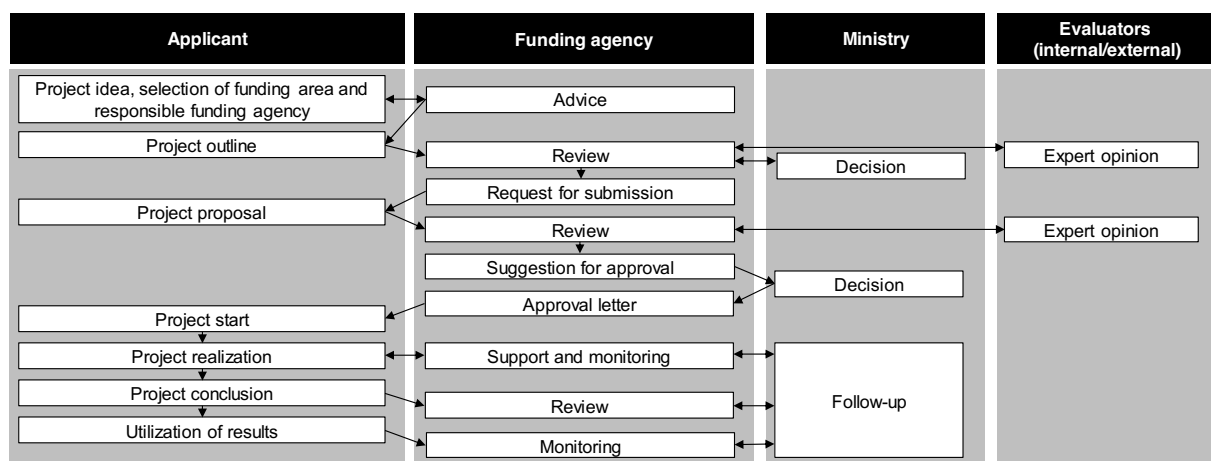 Applicant
Funding agency
Ministry
Evaluators
(internal/external)
Project idea, selection of funding area and
responsible funding agency
Advice
Project outline
Review
Decision
Expert opinion
Request for submission
Project proposal
Review
Expert opinion
Suggestion for approval
Decision
Approval letter
Project start
Project realization
Support and monitoring
Follow-up
Project conclusion
Review
Utilization of results
Monitoring